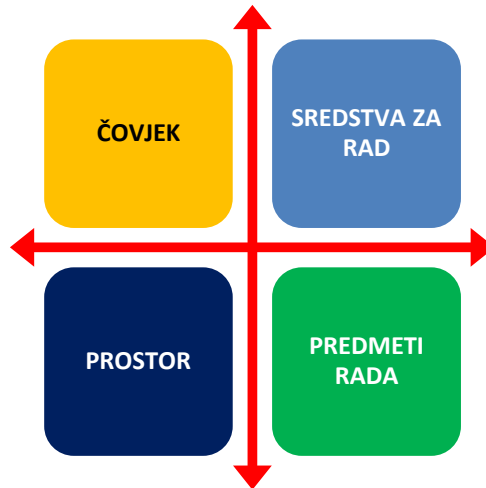 ČOVJEK
SREDSTVA ZA
RAD
PROSTOR
PREDMETI
RADA